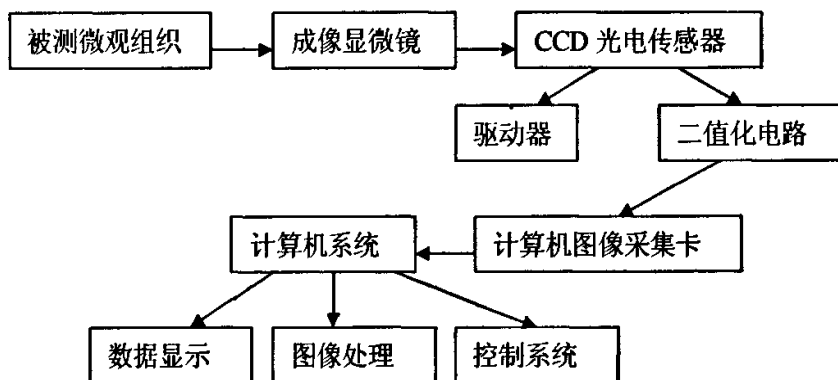 被测微观组织
成像显微镜
CCD 光电传感器
驱动器
二值化电路
计算机系统
计算机图像采集卡
数据显示
图像处理
控制系统